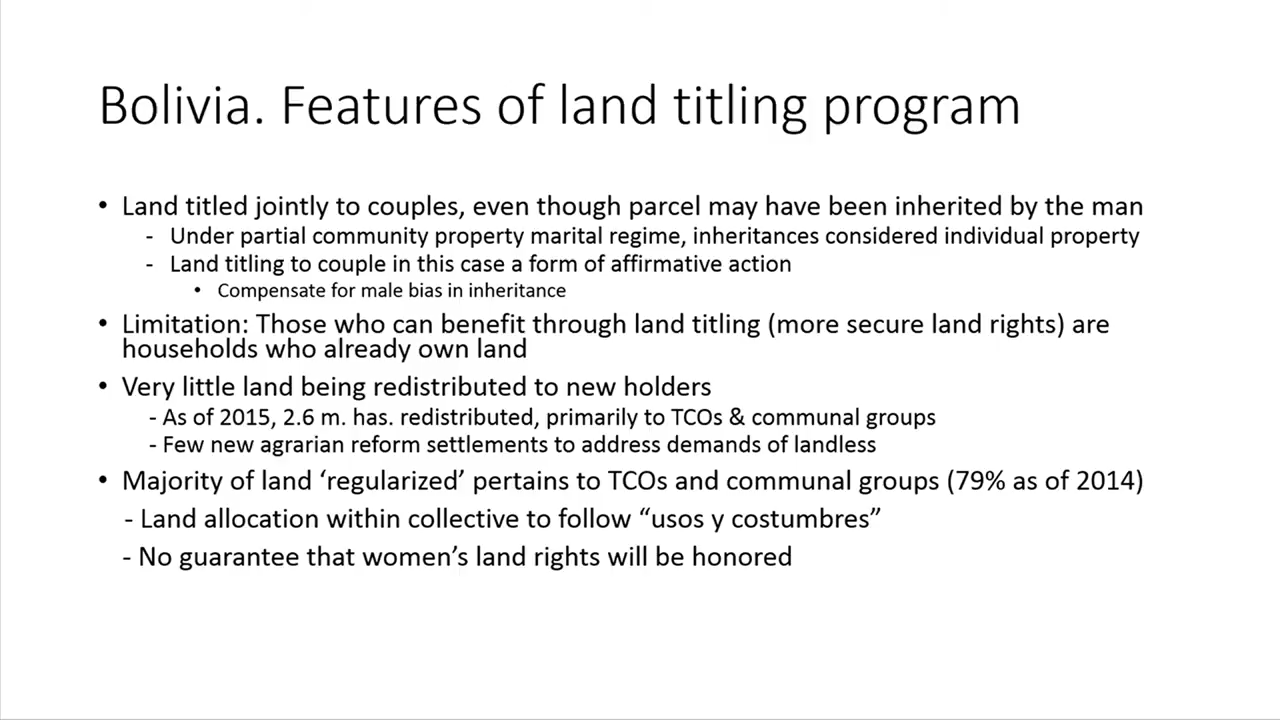 Bolivia. Features of land titling program
• Land titled jointly to couples, even though parcel may have been inherited by the man
- Under partial community property marital regime, inheritances considered individual property
- Land titling to couple in this case a form of affirmative action
• Compensate for male bias in inheritance
• Limitation: Those who can benefit through land titling (more secure land rights) are
households who already own land
• Very little land being redistributed to new holders
- As of 2015, 2.6 m. has. redistributed, primarily to TCOs & communal groups
- Few new agrarian reform settlements to address demands of landless
• Majority of land ‘regularized’ pertains to TCOs and communal groups (79% as of 2014)
- Land allocation within collective to follow “usos y costumbres”
- No guarantee that women’s land rights will be honored